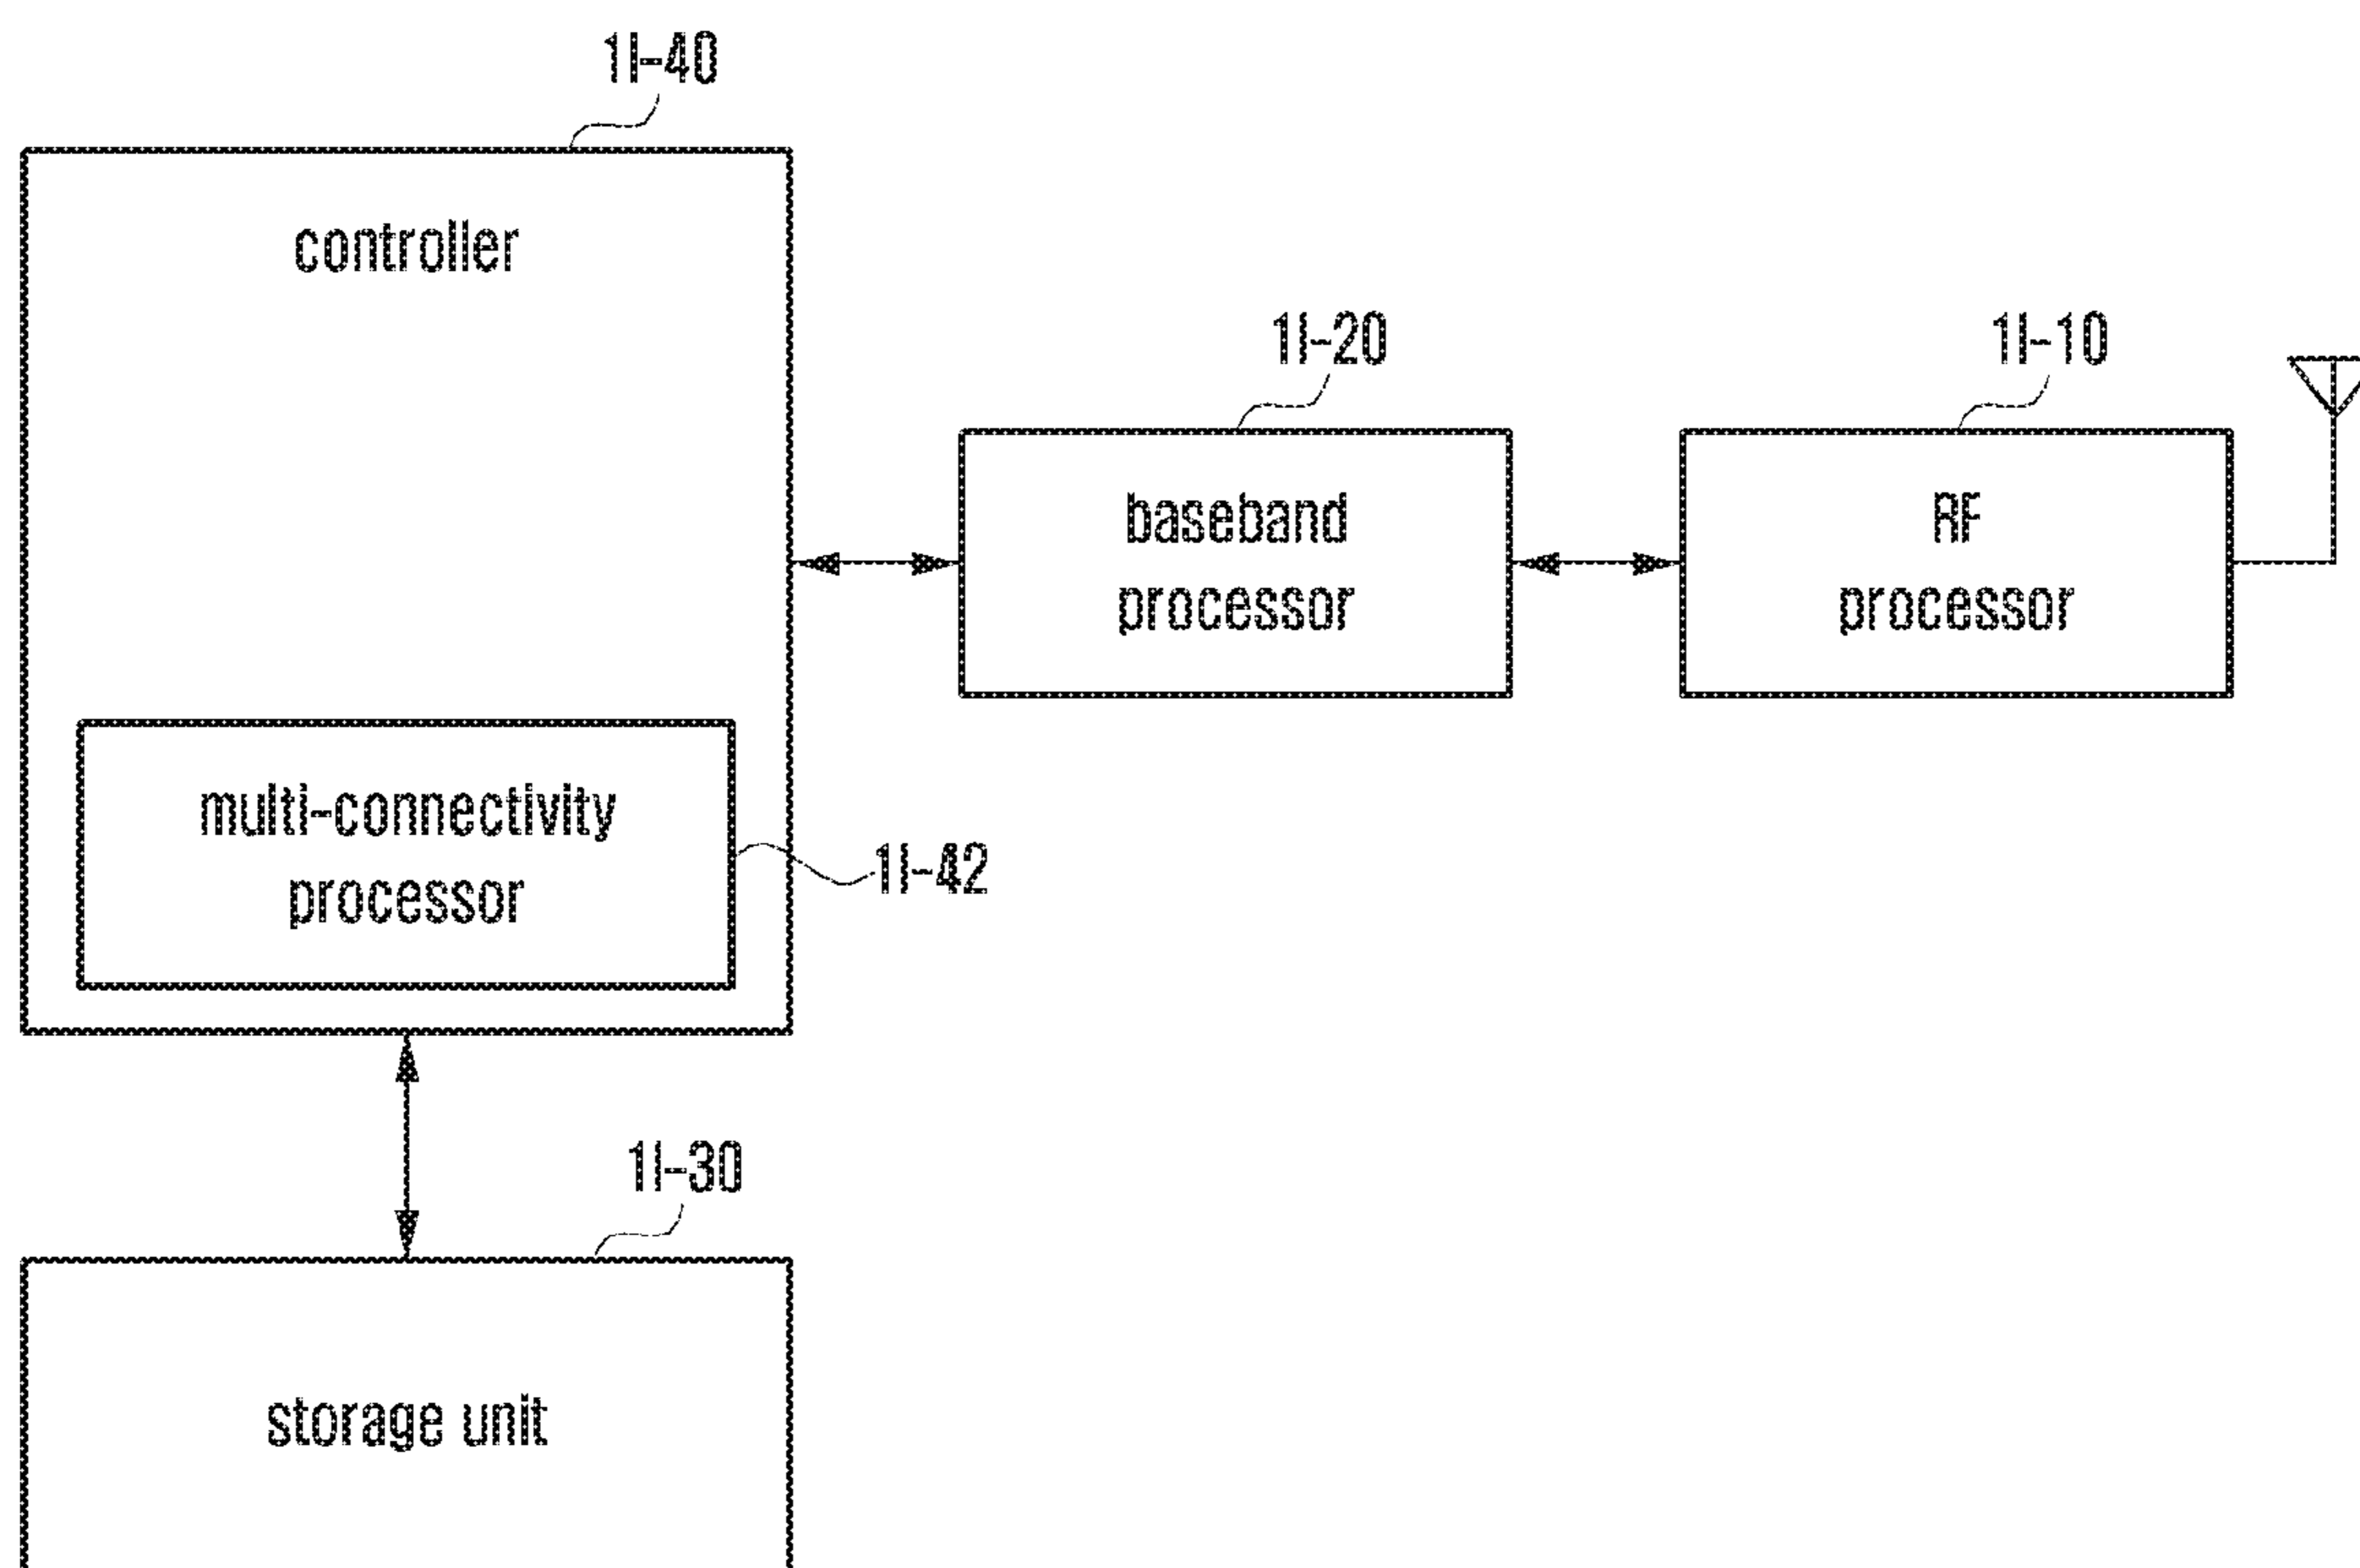 1l-40
controller
1l-20
1l-10
baseband
processor
RF
processor
multi-connectivity
processor
1l-42
1l-30
storage unit